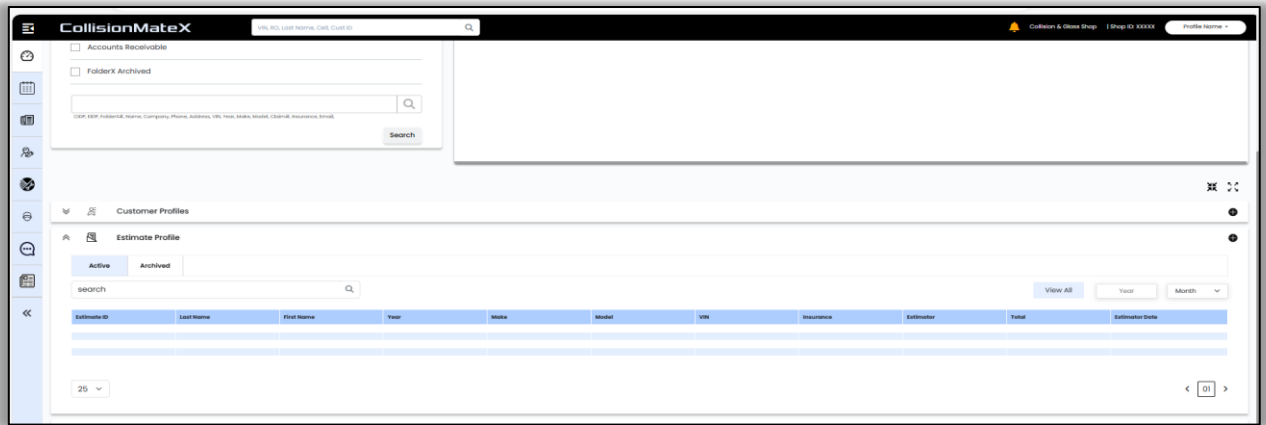 CollisionMateX
VIN, RO, Last Name, Cell, Cust ID
Collision & Glass Shop | Shop ID: XXXXX
Profile Name
Accounts Receivable
FolderX Archived
Name, Company, Phone, Address, VIN, Year, Make, Model, Claim#, Insurance, Email,
Search
Customer Profiles
Estimate Profile
Active Archived
search
View All Year Month
Estimate ID Last Name First Name Year Make Model VIN Insurance Estimator Total Estimator Date
25
01